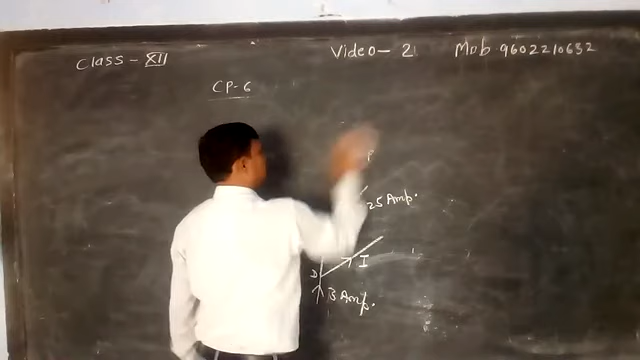 Class - XII
Video - 2
Mob 9602210632
CP-6
P
25 Amp.
I
D
13 Amp.